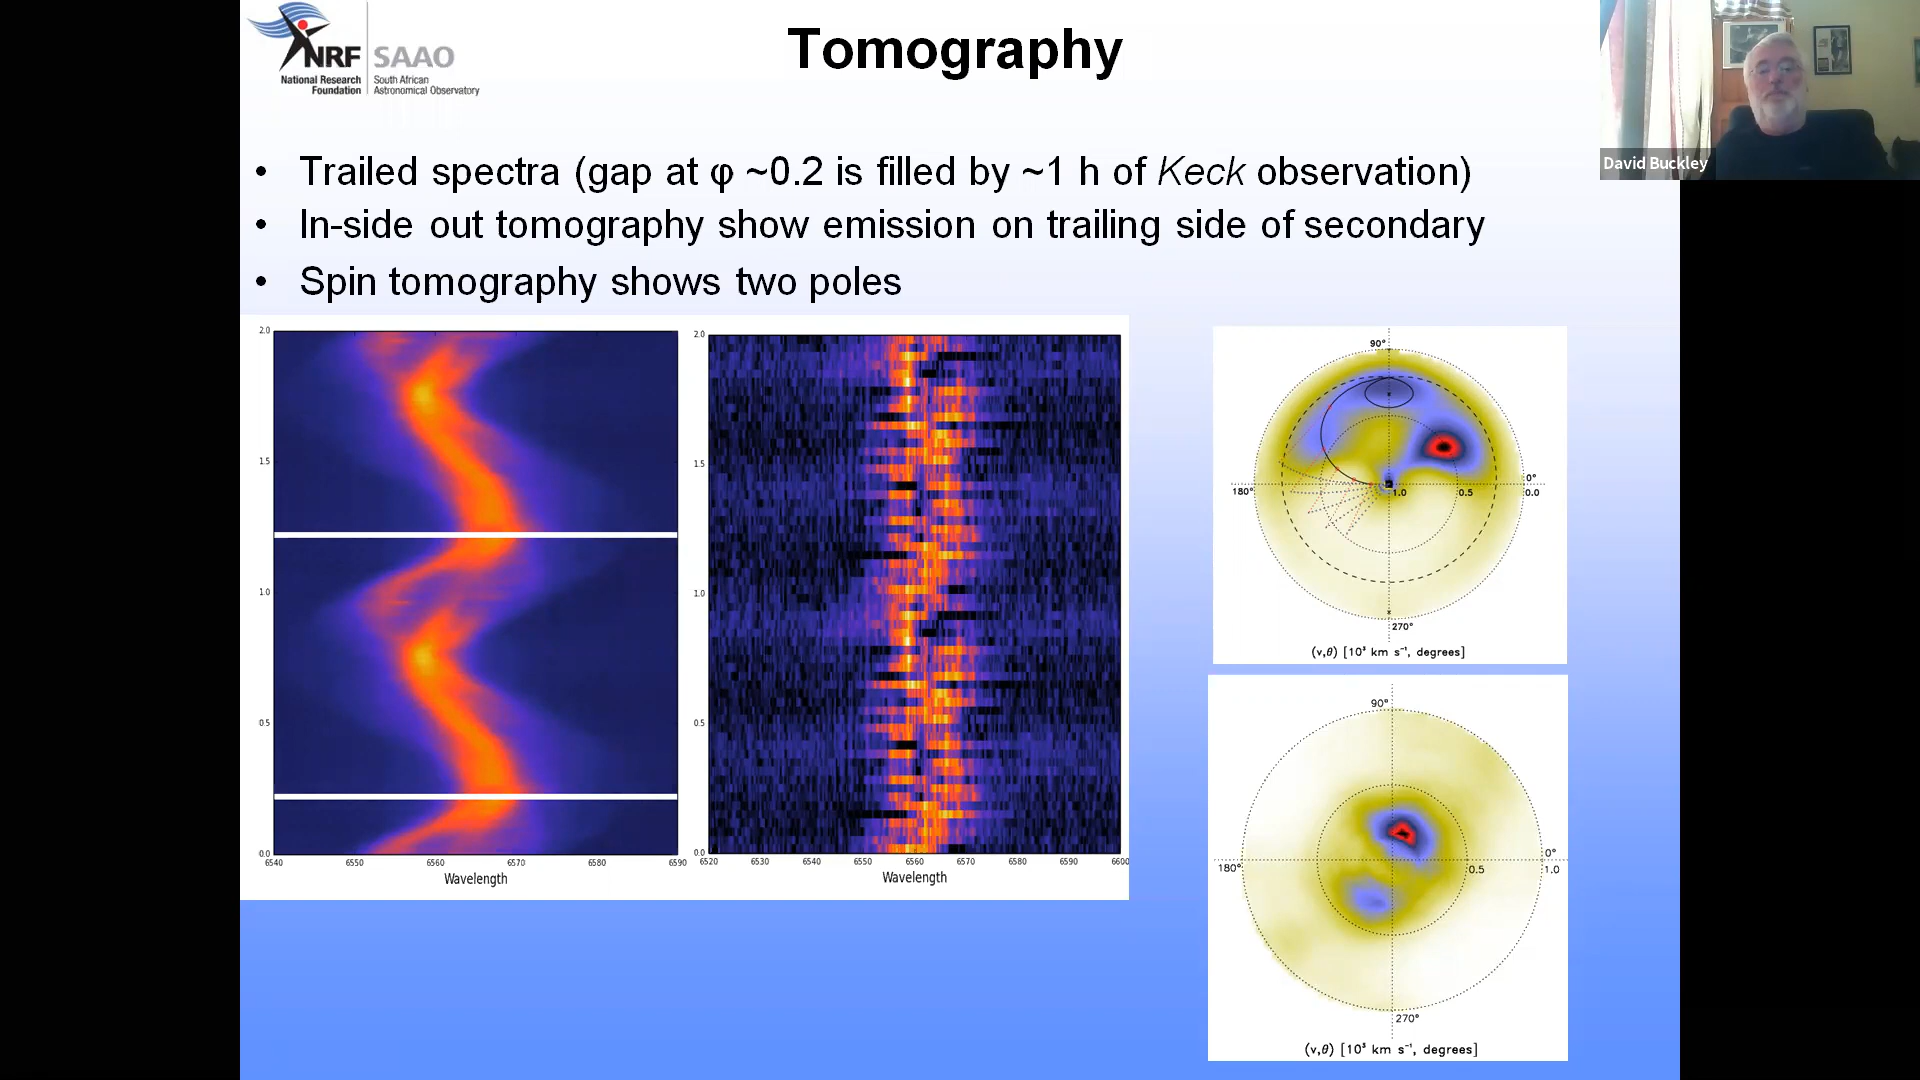 Tomography
NRF
SAAO
National Research
Foundation
South African
Astronomical Observatory
David Buckley
• Trailed spectra (gap at φ ~0.2 is filled by ~1 h of Keck observation)
• In-side out tomography show emission on trailing side of secondary
• Spin tomography shows two poles
2.0
1.5
1.0
0.5
0.0
6540 6550 6560 6570 6580 6590
Wavelength
2.0
1.5
1.0
0.5
0.0
6520 6530 6540 6550 6560 6570 6580 6590 6600
Wavelength
90°
0°
180° 1.0 0.5 0.0
270°
(v,θ) [10³ km s⁻¹, degrees]
90°
0°
180° 0.5 1.0
270°
(v,θ) [10³ km s⁻¹, degrees]